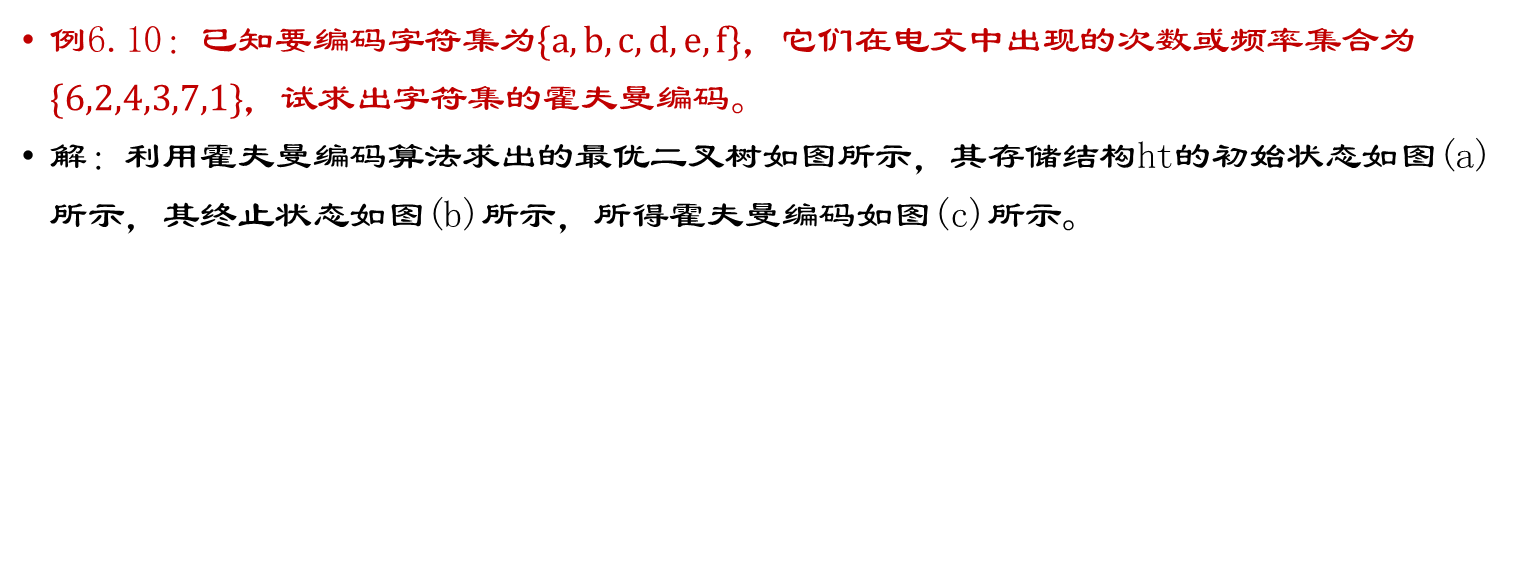 • 例6.10：已知要编码字符集为{a, b, c, d, e, f}，它们在电文中出现的次数或频率集合为
{6,2,4,3,7,1}，试求出字符集的霍夫曼编码。
• 解：利用霍夫曼编码算法求出的最优二叉树如图所示，其存储结构ht的初始状态如图(a)
所示，其终止状态如图(b)所示，所得霍夫曼编码如图(c)所示。